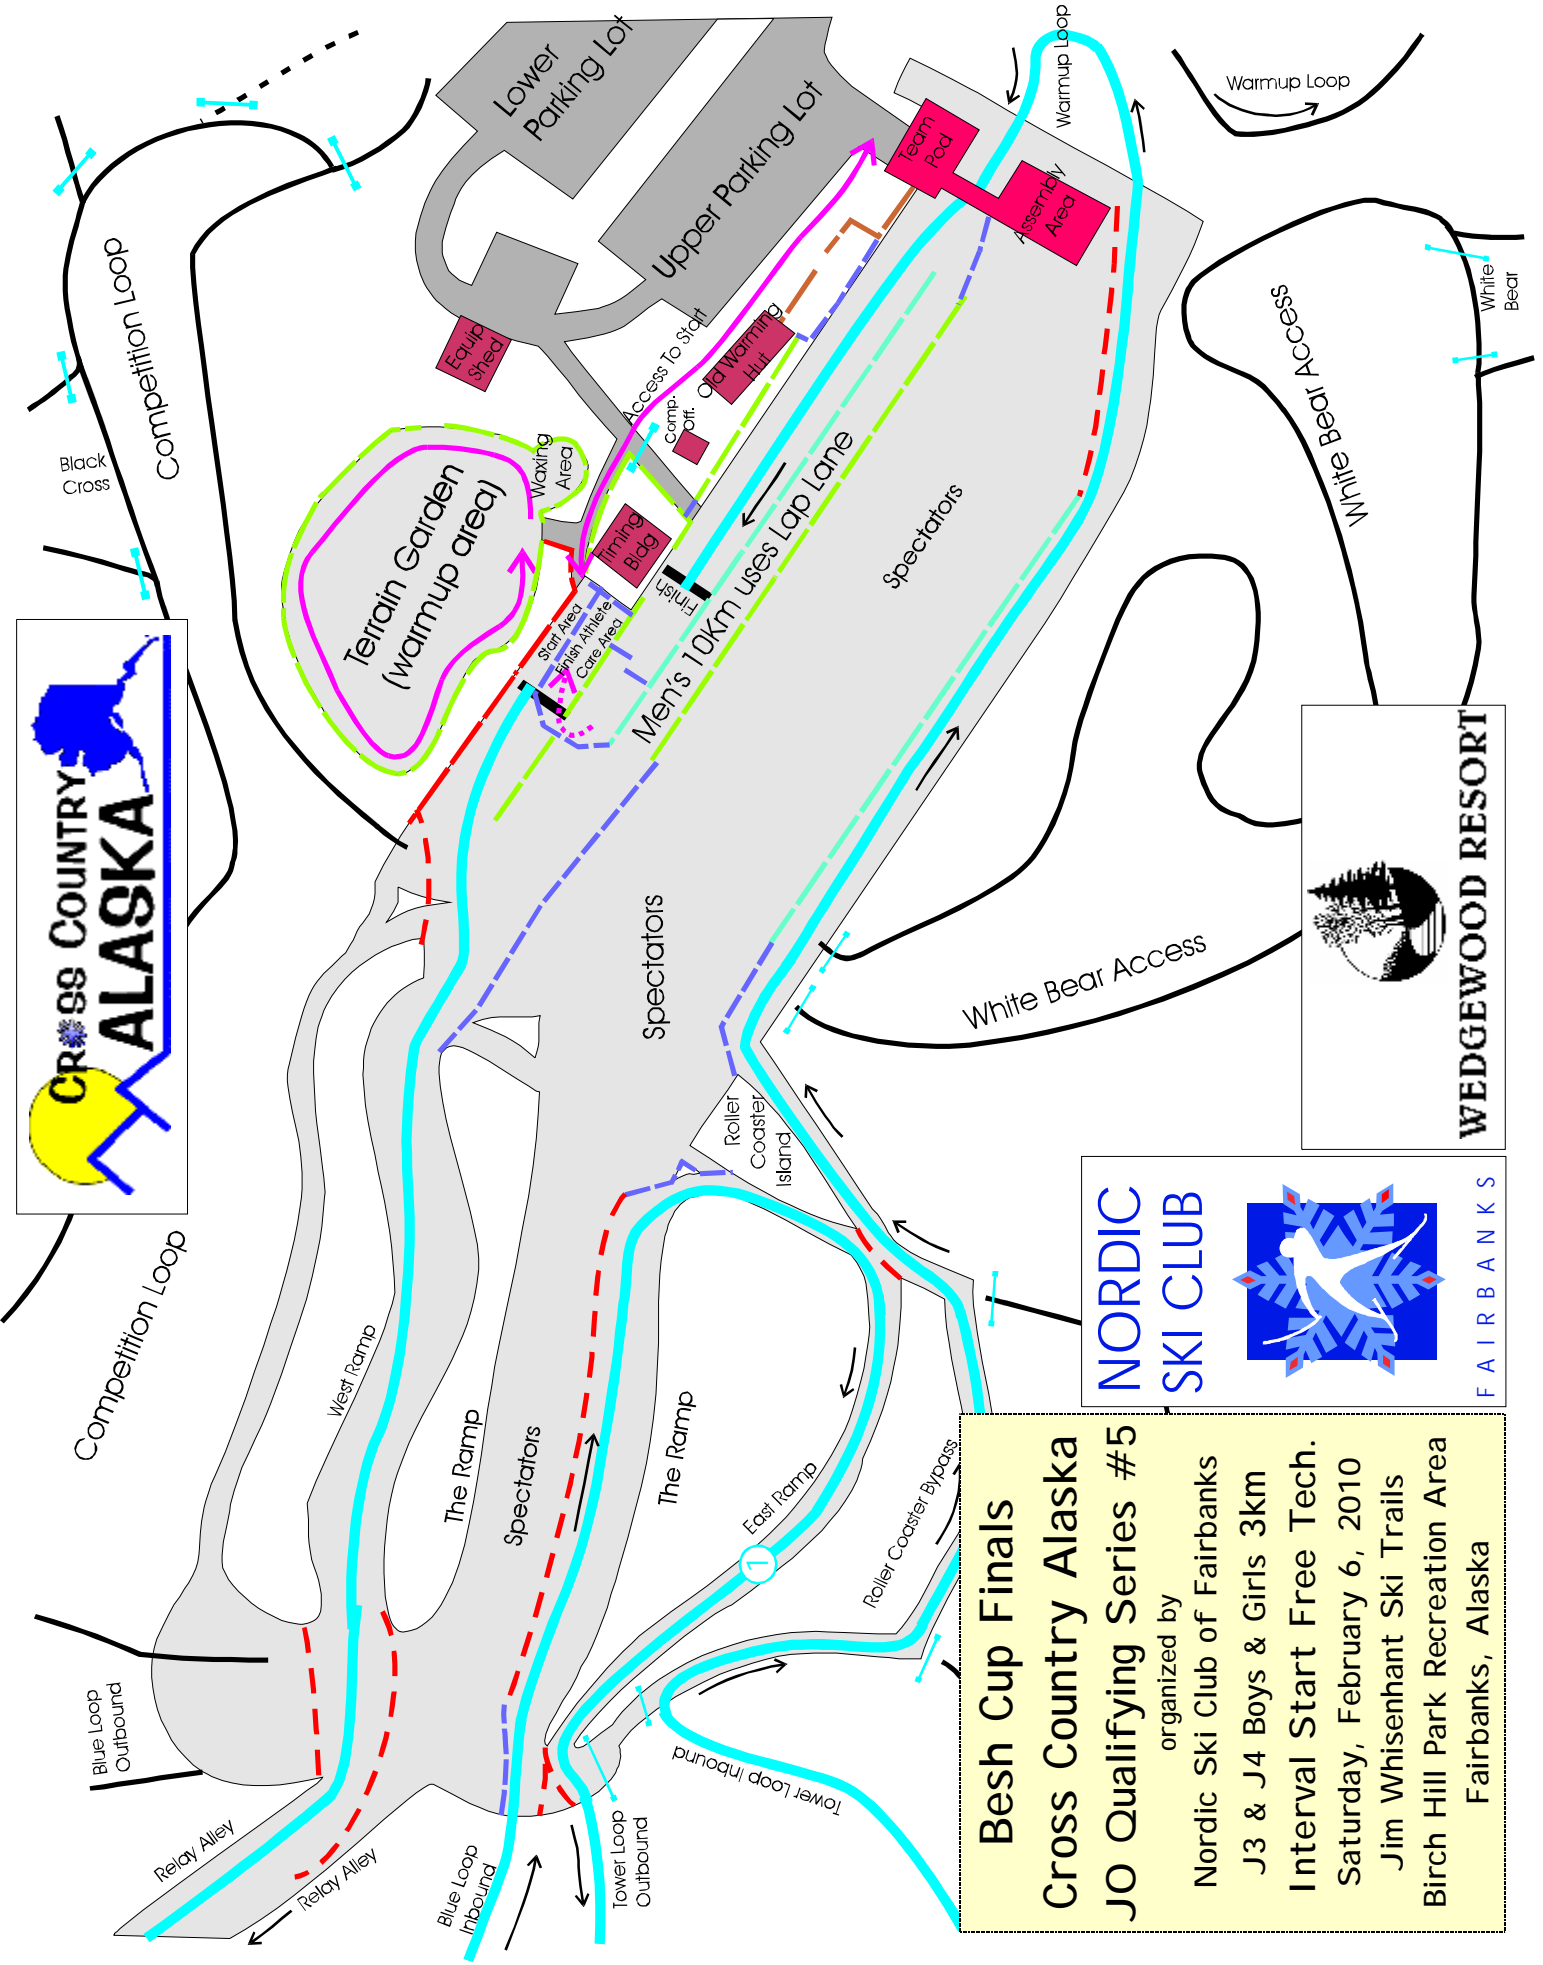 Besh Cup Finals
Cross Country Alaska
JO Qualifying Series #5
organized by
Nordic Ski Club of Fairbanks
J3 & J4 Boys & Girls 3km
Interval Start Free Tech.
Saturday, February 6, 2010
Jim Whisenhant Ski Trails
Birch Hill Park Recreation Area
Fairbanks, Alaska
CROSS COUNTRY
ALASKA
NORDIC
SKI CLUB
FAIRBANKS
WEDGEWOOD RESORT
Lower
Parking Lot
Upper Parking Lot
Team
Pod
Assembly
Area
Warmup Loop
Warmup Loop
Equip
Shed
Access To Start
Old Warming
Hut
Comp.
Off.
Timing
Bldg
Waxing
Area
Terrain Garden
(warmup area)
Start Area
Finish Athlete
Care Area
Finish
Men's 10Km uses Lap Lane
Spectators
Spectators
Spectators
Competition Loop
Competition Loop
Black
Cross
White Bear Access
White Bear Access
White
Bear
Roller
Coaster
Island
West Ramp
The Ramp
The Ramp
East Ramp
1
Roller Coaster Bypass
Tower Loop Inbound
Tower Loop
Outbound
Blue Loop
Inbound
Blue Loop
Outbound
Relay Alley
Relay Alley